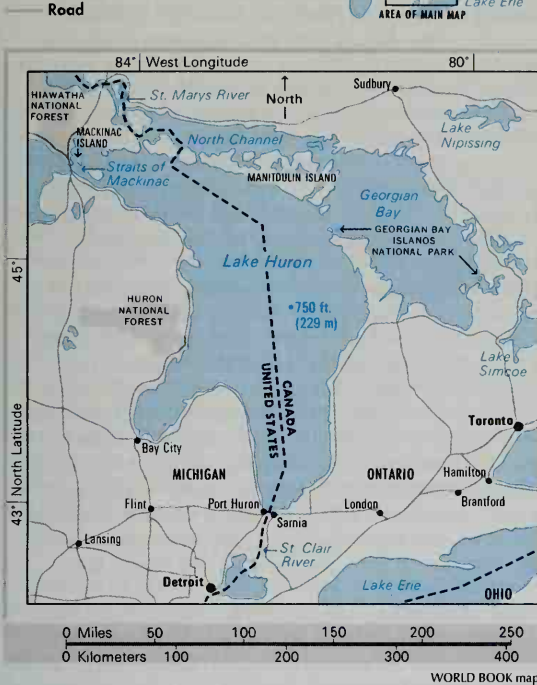 Road
Lake Erie
AREA OF MAIN MAP
84° West Longitude 80°
Sudbury
HIAWATHA
NATIONAL
FOREST
St. Marys River
North
MACKINAC
ISLAND
North Channel
Lake
Nipissing
Straits of
Mackinac
MANITOULIN ISLAND
Georgian
Bay
GEORGIAN BAY
ISLANDS
NATIONAL PARK
45°
Lake Huron
HURON
NATIONAL
FOREST
•750 ft.
(229 m)
Lake
Simcoe
CANADA
UNITED STATES
North Latitude
Toronto
Bay City
MICHIGAN
ONTARIO
Hamilton
Brantford
43°
Flint
Port Huron
Sarnia
London
Lansing
St Clair
River
Detroit
Lake Erie
OHIO
0 Miles 50 100 150 200 250
0 Kilometers 100 200 300 400
WORLD BOOK map